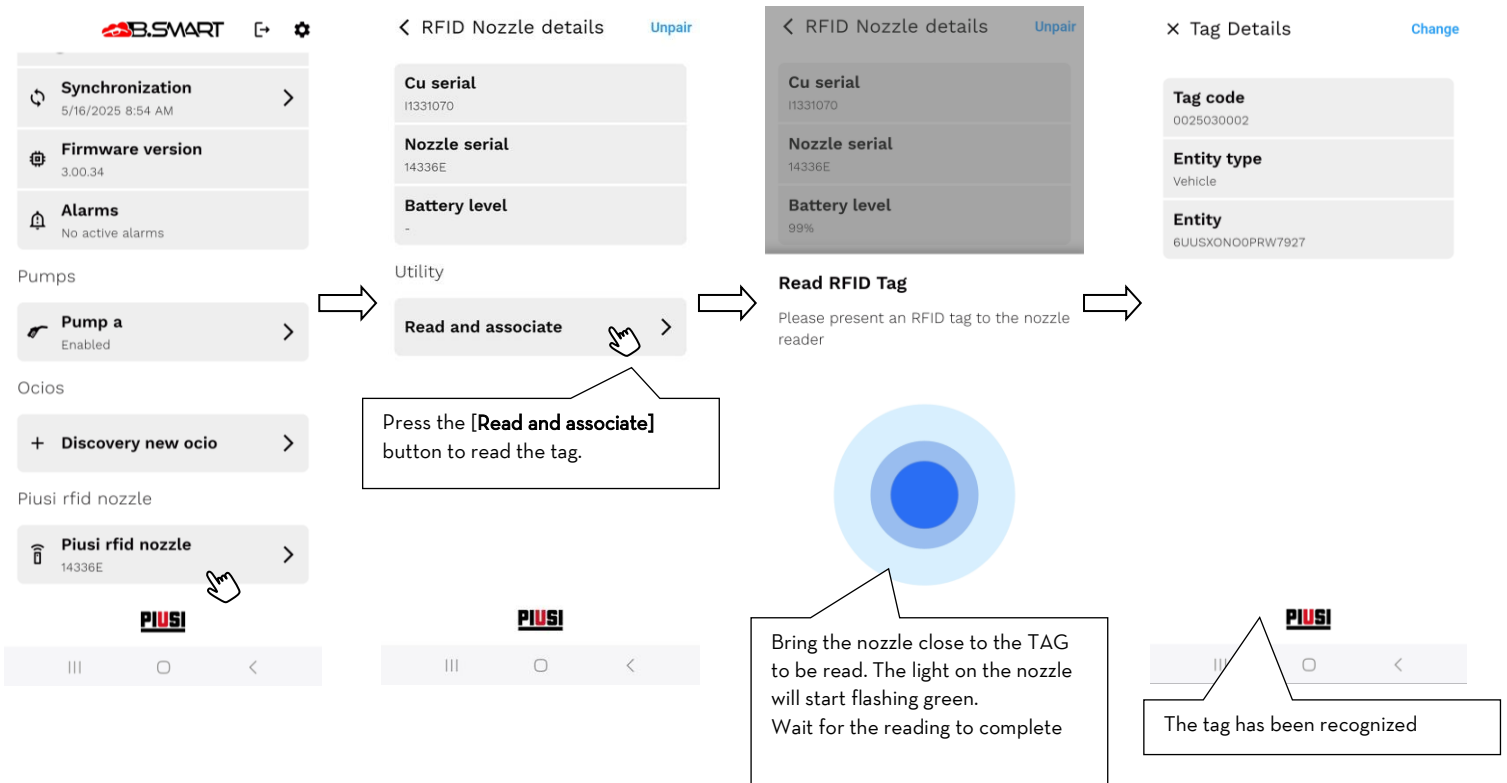 B.SMART
Synchronization
5/16/2025 8:54 AM
Firmware version
3.00.34
Alarms
No active alarms
Pumps
Pump a
Enabled
Ocios
+ Discovery new ocio
Piusi rfid nozzle
Piusi rfid nozzle
14336E
PIUSI
RFID Nozzle details
Unpair
Cu serial
I1331070
Nozzle serial
14336E
Battery level
-
Utility
Read and associate
Press the [Read and associate]
button to read the tag.
PIUSI
RFID Nozzle details
Unpair
Cu serial
I1331070
Nozzle serial
14336E
Battery level
99%
Read RFID Tag
Please present an RFID tag to the nozzle
reader
Bring the nozzle close to the TAG
to be read. The light on the nozzle
will start flashing green.
Wait for the reading to complete
Tag Details
Change
Tag code
0025030002
Entity type
Vehicle
Entity
6UUSXONO0PRW7927
PIUSI
The tag has been recognized